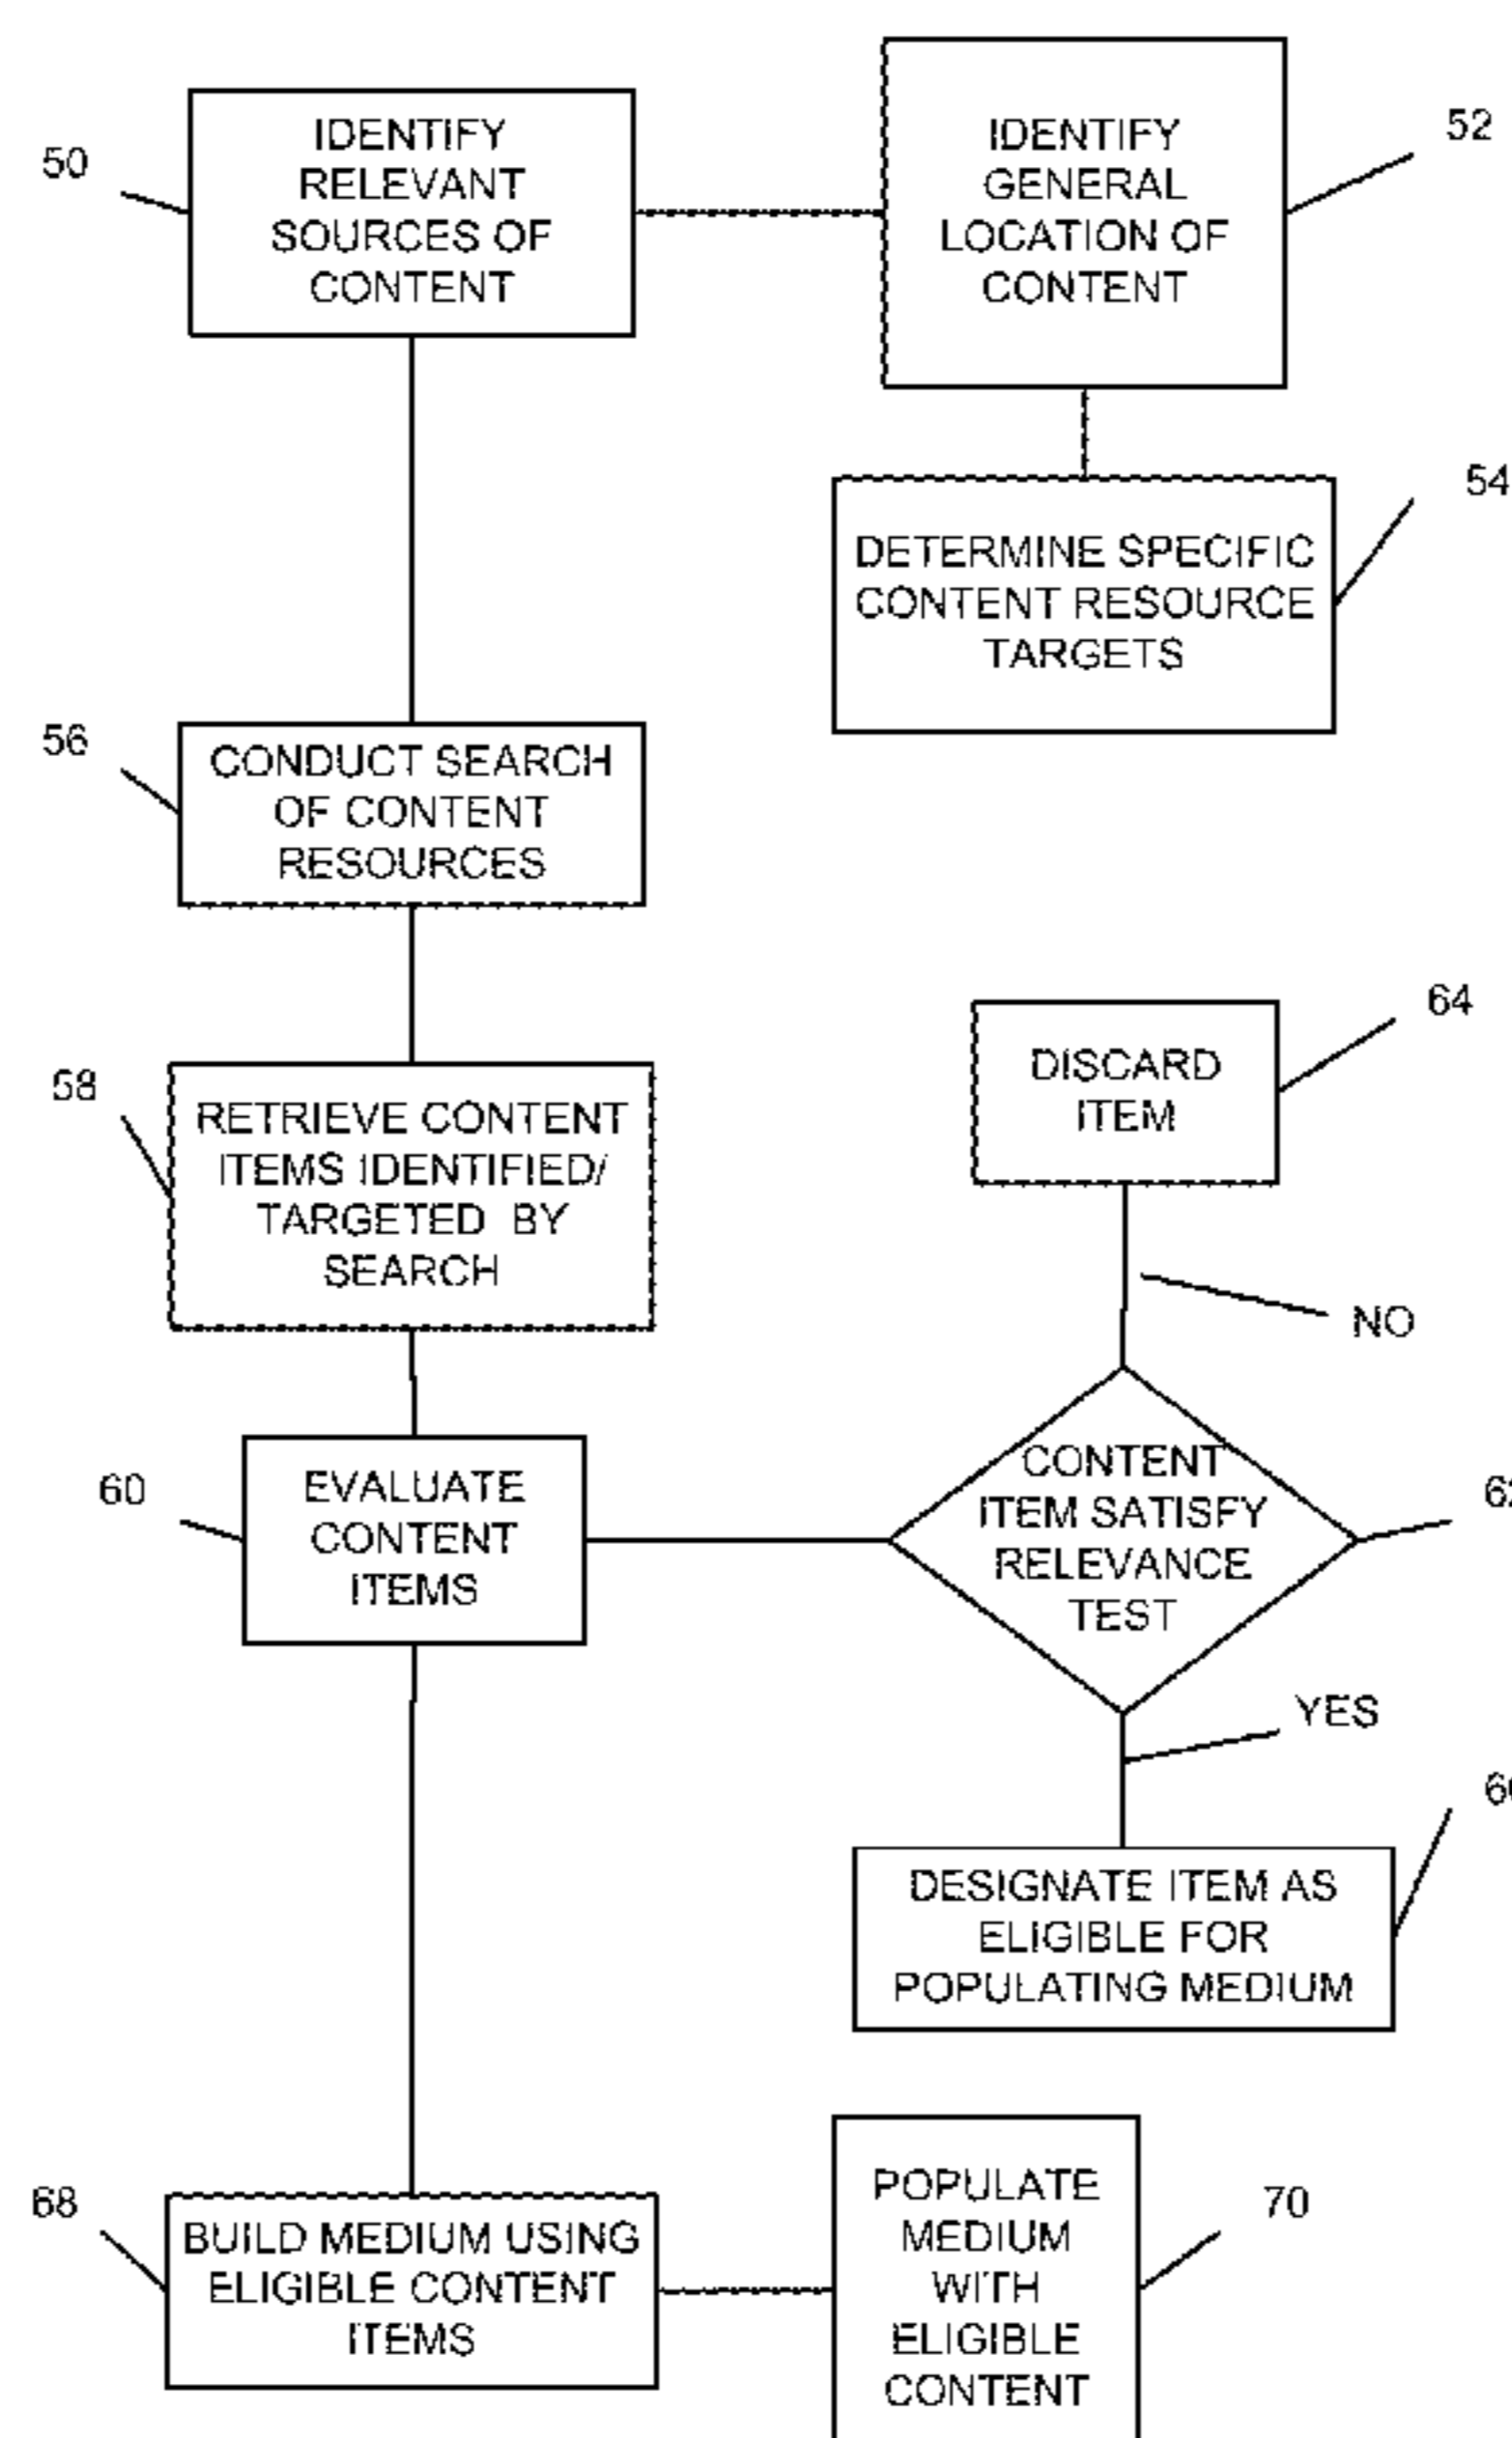 50
IDENTIFY
RELEVANT
SOURCES OF
CONTENT
IDENTIFY
GENERAL
LOCATION OF
CONTENT
52
DETERMINE SPECIFIC
CONTENT RESOURCE
TARGETS
54
56
CONDUCT SEARCH
OF CONTENT
RESOURCES
58
RETRIEVE CONTENT
ITEMS IDENTIFIED/
TARGETED BY
SEARCH
DISCARD
ITEM
64
NO
60
EVALUATE
CONTENT
ITEMS
CONTENT
ITEM SATISFY
RELEVANCE
TEST
YES
DESIGNATE ITEM AS
ELIGIBLE FOR
POPULATING MEDIUM
68
BUILD MEDIUM USING
ELIGIBLE CONTENT
ITEMS
POPULATE
MEDIUM
WITH
ELIGIBLE
CONTENT
70